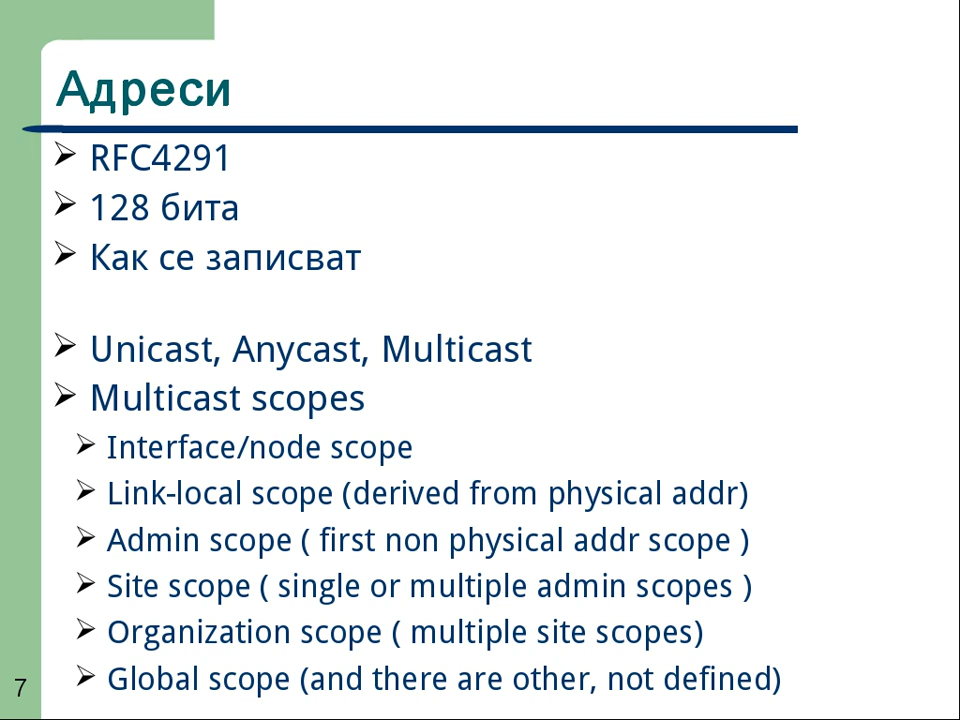 Адреси
RFC4291
128 бита
Как се записват
Unicast, Anycast, Multicast
Multicast scopes
Interface/node scope
Link-local scope (derived from physical addr)
Admin scope ( first non physical addr scope )
Site scope ( single or multiple admin scopes )
Organization scope ( multiple site scopes)
Global scope (and there are other, not defined)
7